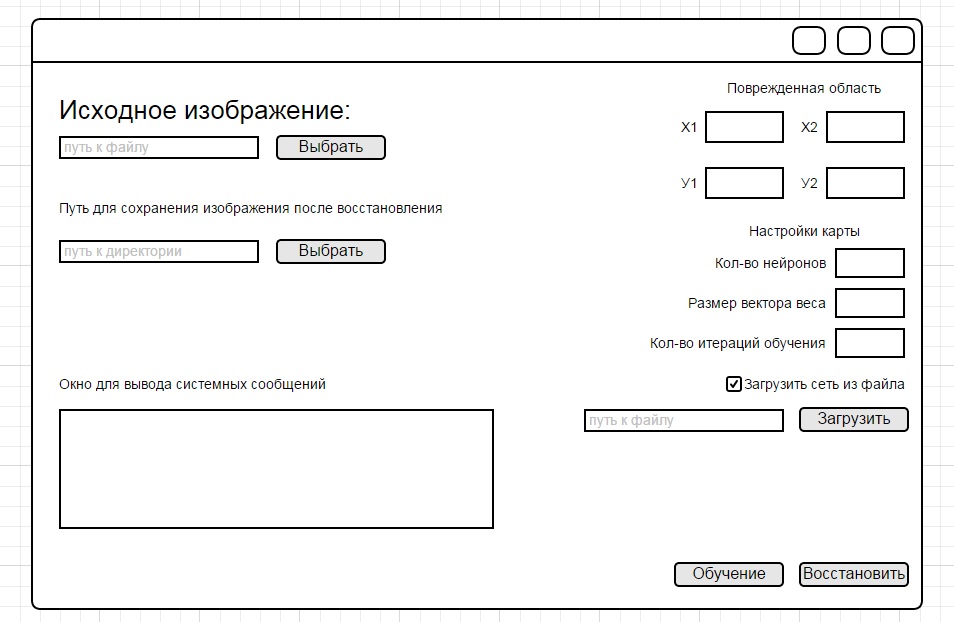 Исходное изображение:
путь к файлу
Выбрать
Путь для сохранения изображения после восстановления
путь к директории
Выбрать
Окно для вывода системных сообщений
Поврежденная область
X1
X2
У1
У2
Настройки карты
Кол-во нейронов
Размер вектора веса
Кол-во итераций обучения
Загрузить сеть из файла
путь к файлу
Загрузить
Обучение
Восстановить